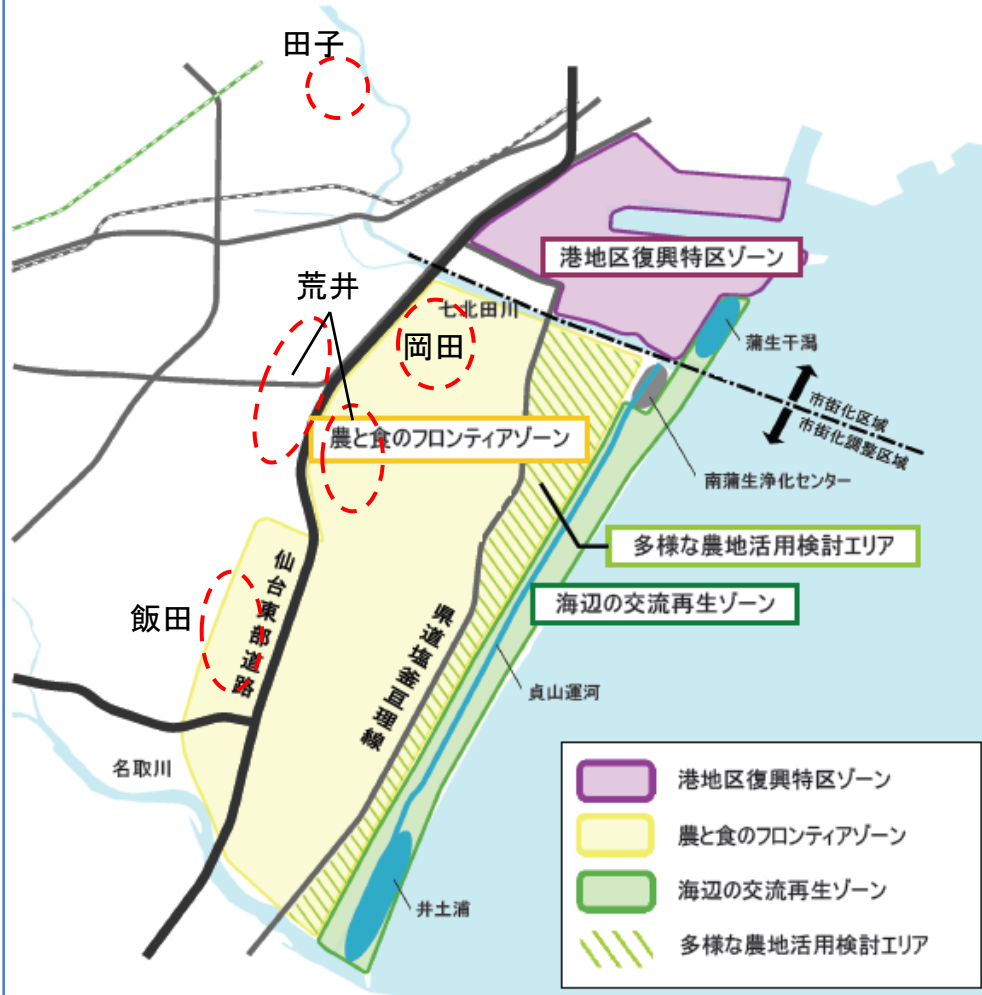 田子
港地区復興特区ゾーン
荒井
七北田川
岡田
蒲生干潟
市街化区域
市街化調整区域
農と食のフロンティアゾーン
南蒲生浄化センター
多様な農地活用検討エリア
仙台東部道路
海辺の交流再生ゾーン
飯田
県道塩釜亘理線
貞山運河
名取川
井土浦
港地区復興特区ゾーン
農と食のフロンティアゾーン
海辺の交流再生ゾーン
多様な農地活用検討エリア